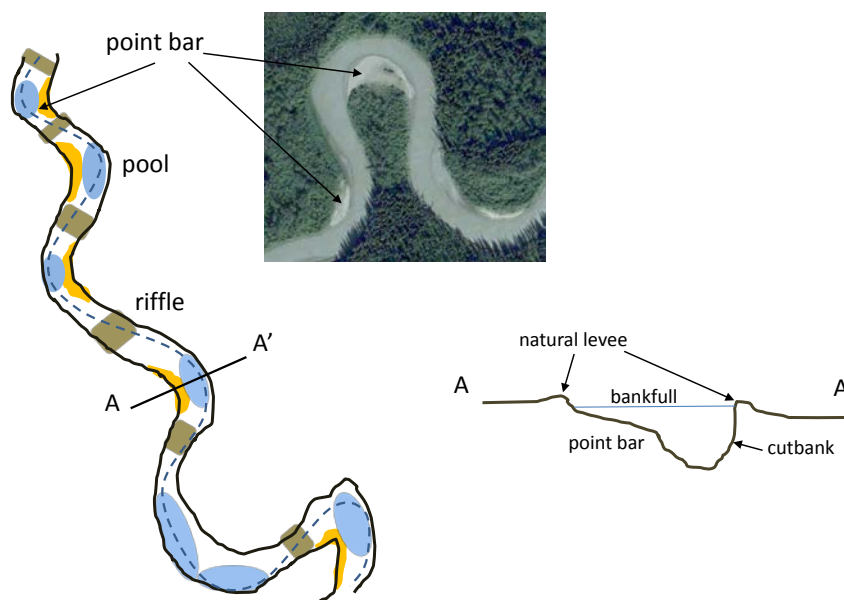 point bar
pool
riffle
A'
A
natural levee
A
bankfull
A
point bar
cutbank